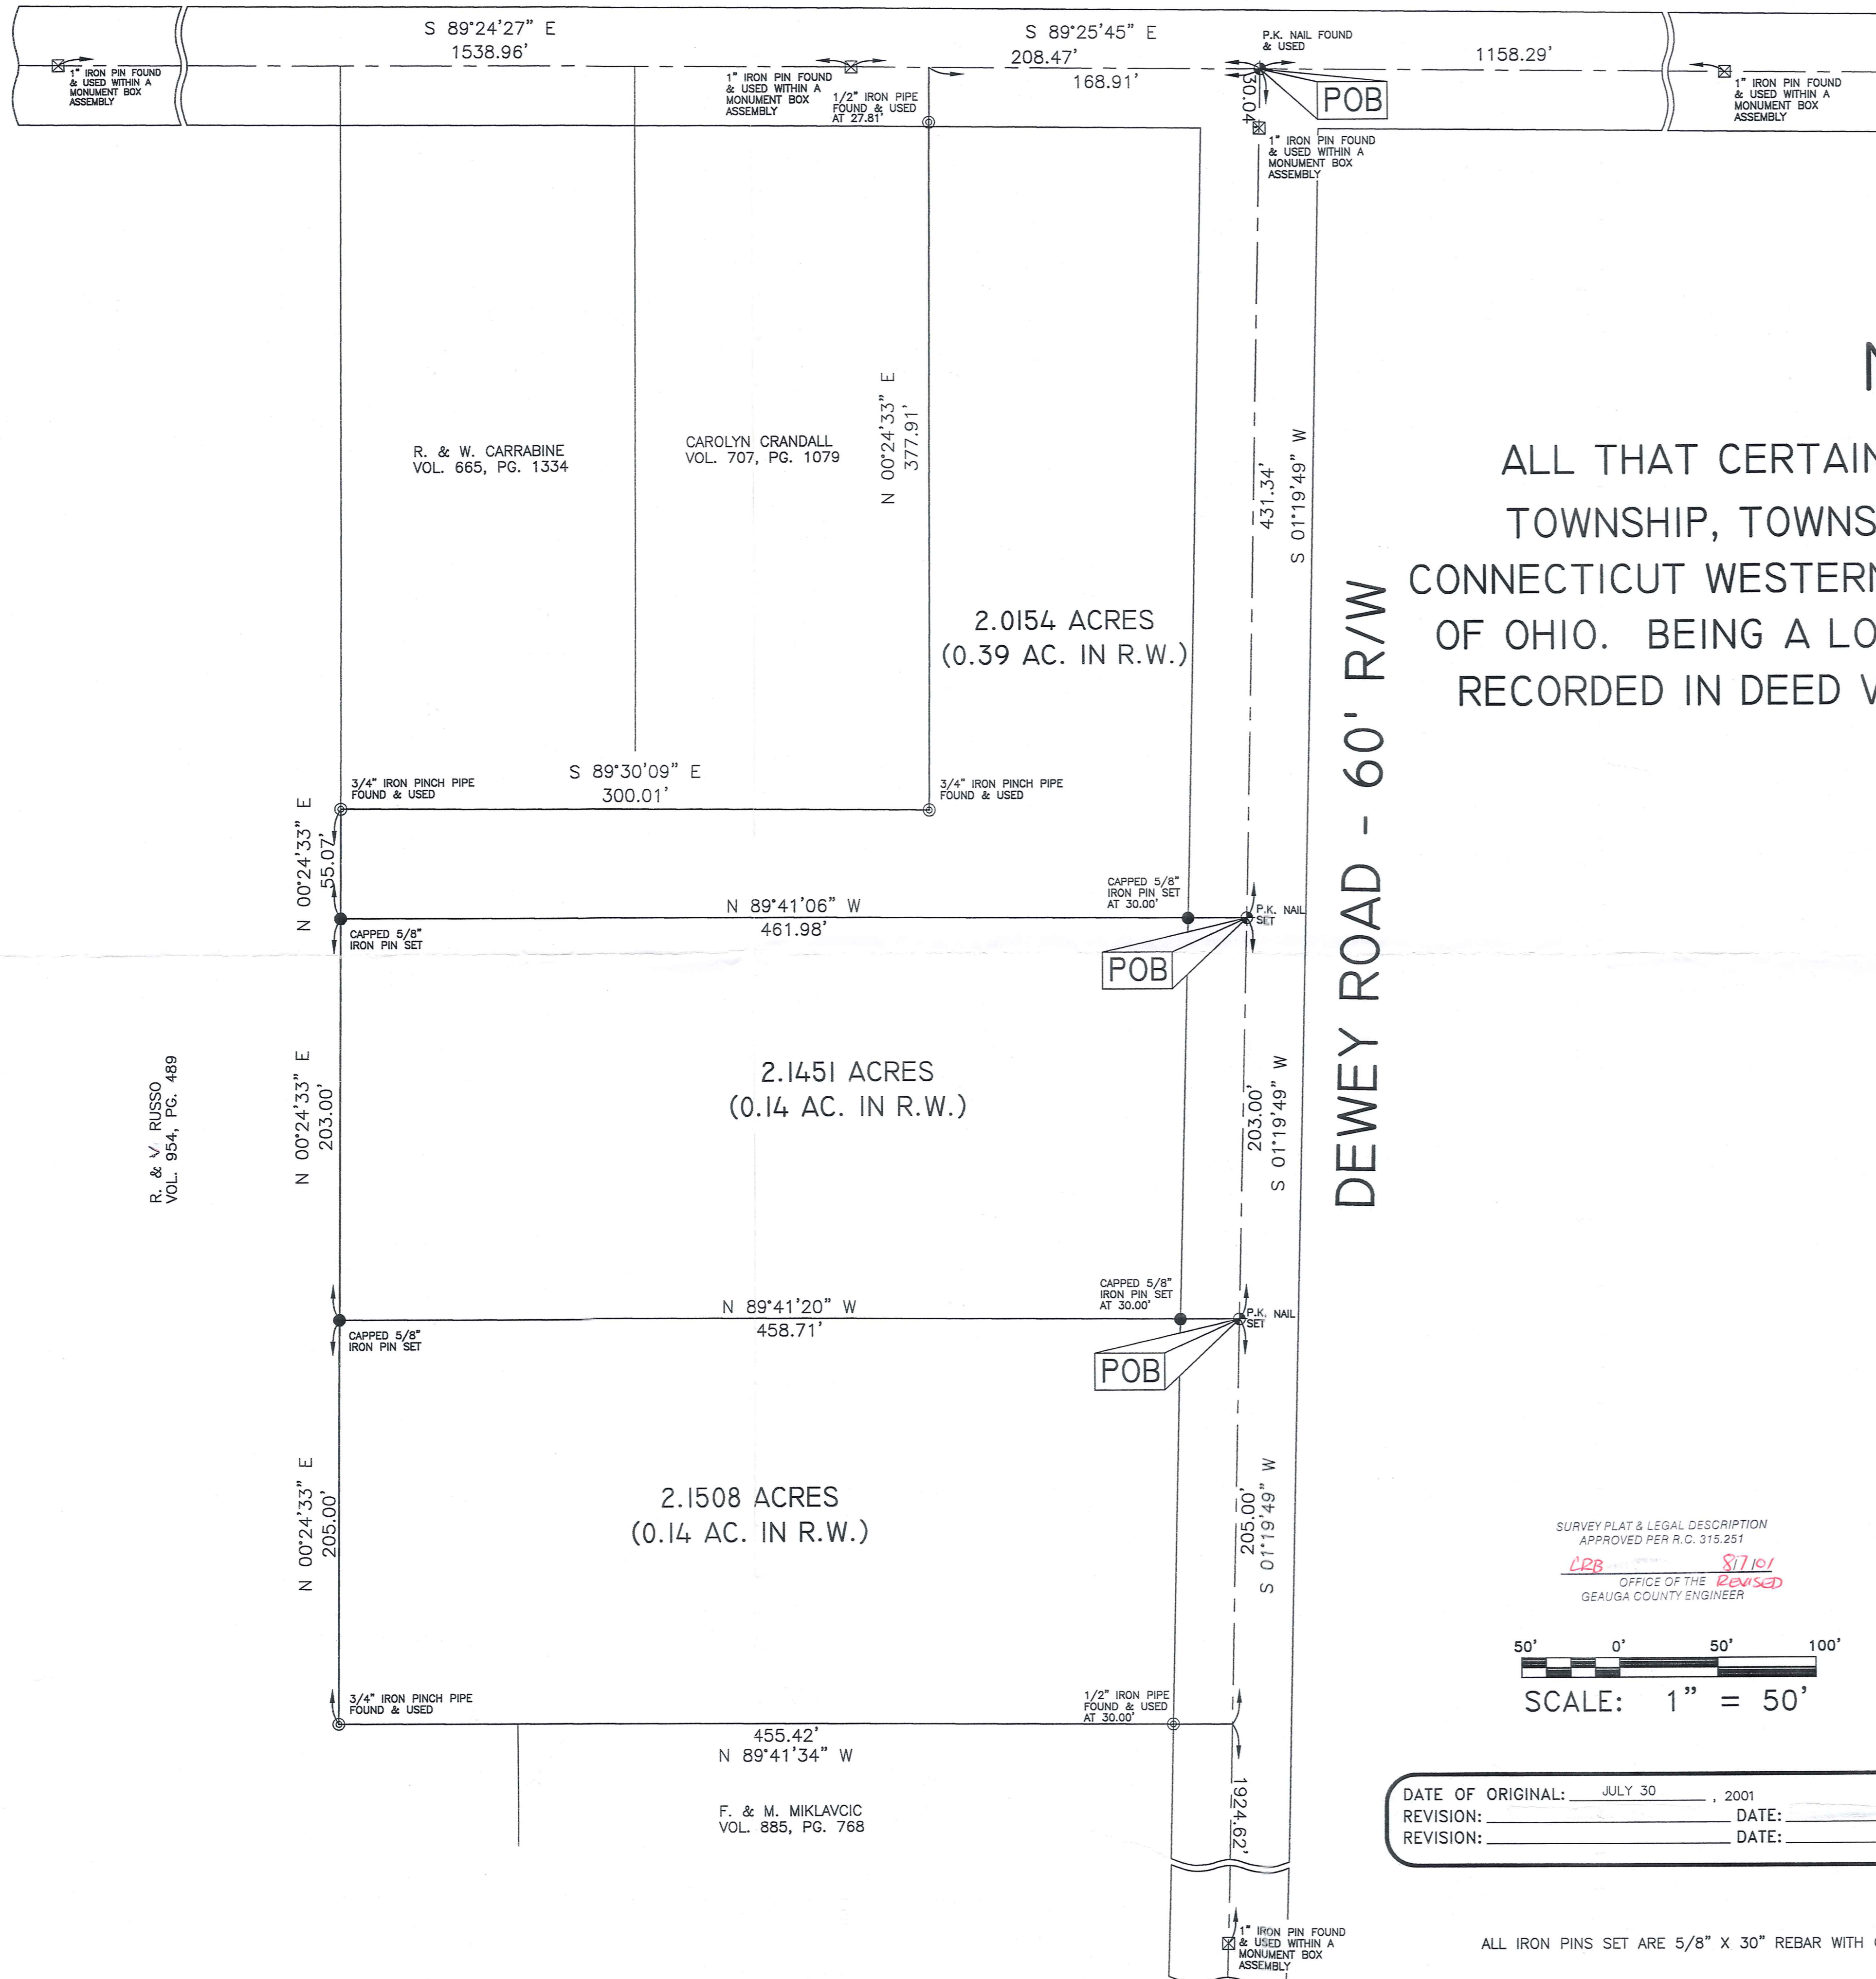 S 89°24'27" E
1538.96'
S 89°25'45" E
208.47'
168.91'
P.K. NAIL FOUND
& USED
1158.29'
1" IRON PIN FOUND
& USED WITHIN A
MONUMENT BOX
ASSEMBLY
1" IRON PIN FOUND
& USED WITHIN A
MONUMENT BOX
ASSEMBLY
1/2" IRON PIPE
FOUND & USED
AT 27.81'
30.04'
POB
1" IRON PIN FOUND
& USED WITHIN A
MONUMENT BOX
ASSEMBLY
1" IRON PIN FOUND
& USED WITHIN A
MONUMENT BOX
ASSEMBLY
R. & W. CARRABINE
VOL. 665, PG. 1334
CAROLYN CRANDALL
VOL. 707, PG. 1079
N 00°24'33" E
377.91'
431.34'
S 01°19'49" W
ALL THAT CERTAIN
TOWNSHIP, TOWNS
CONNECTICUT WESTERN
OF OHIO. BEING A LO
RECORDED IN DEED V
2.0154 ACRES
(0.39 AC. IN R.W.)
DEWEY ROAD - 60' R/W
3/4" IRON PINCH PIPE
FOUND & USED
S 89°30'09" E
300.01'
3/4" IRON PINCH PIPE
FOUND & USED
N 00°24'33" E
55.07'
CAPPED 5/8"
IRON PIN SET
N 89°41'06" W
461.98'
CAPPED 5/8"
IRON PIN SET
AT 30.00'
P.K. NAIL
SET
POB
R. & V. RUSSO
VOL. 954, PG. 489
N 00°24'33" E
203.00'
2.1451 ACRES
(0.14 AC. IN R.W.)
203.00'
S 01°19'49" W
CAPPED 5/8"
IRON PIN SET
N 89°41'20" W
458.71'
CAPPED 5/8"
IRON PIN SET
AT 30.00'
P.K. NAIL
SET
POB
N 00°24'33" E
205.00'
2.1508 ACRES
(0.14 AC. IN R.W.)
205.00'
S 01°19'49" W
SURVEY PLAT & LEGAL DESCRIPTION
APPROVED PER R.C. 315.251
CRB 8/7/01
OFFICE OF THE REVISED
GEAUGA COUNTY ENGINEER
50' 0' 50' 100'
SCALE: 1" = 50'
3/4" IRON PINCH PIPE
FOUND & USED
455.42'
N 89°41'34" W
1/2" IRON PIPE
FOUND & USED
AT 30.00'
F. & M. MIKLAVCIC
VOL. 885, PG. 768
1924.62'
DATE OF ORIGINAL: JULY 30 , 2001
REVISION: DATE:
REVISION: DATE:
1" IRON PIN FOUND
& USED WITHIN A
MONUMENT BOX
ASSEMBLY
ALL IRON PINS SET ARE 5/8" X 30" REBAR WITH